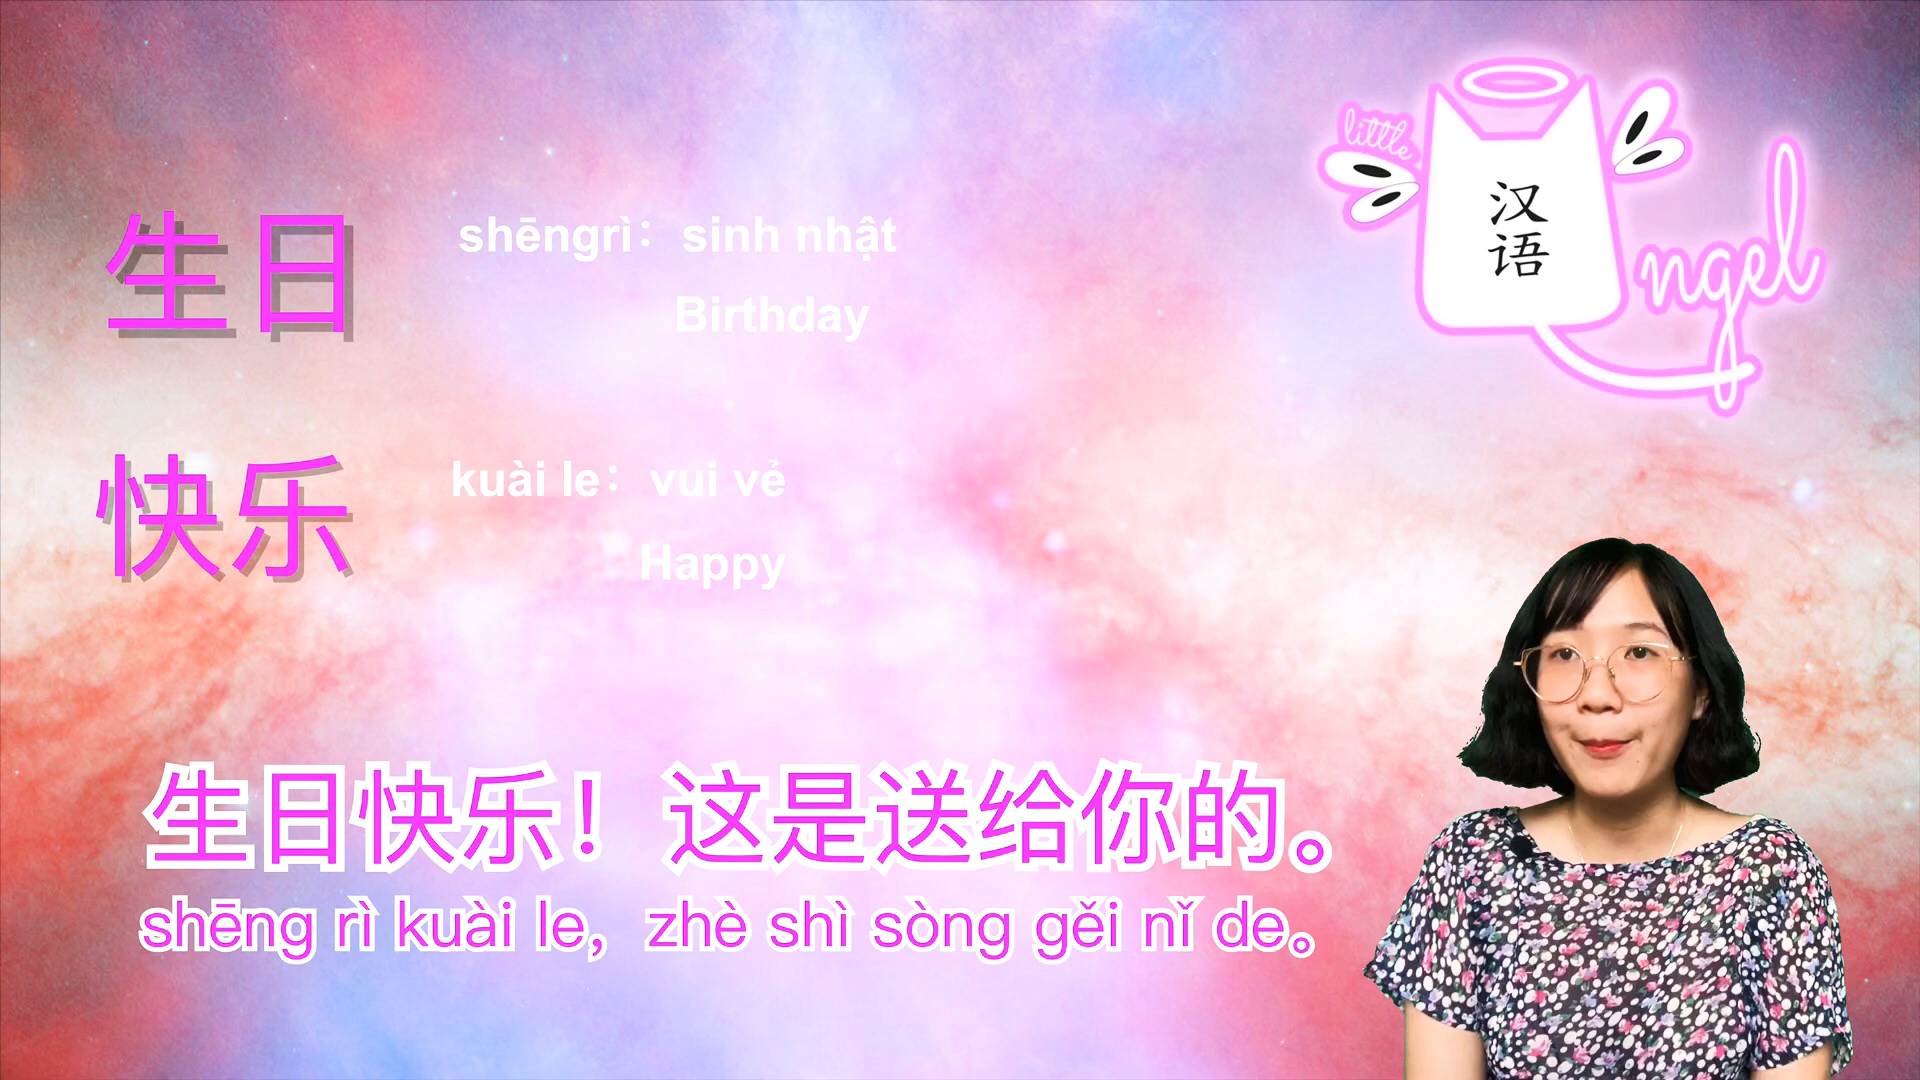 生日
shēngrì：sinh nhật
Birthday
快乐
kuài le：vui vẻ
Happy
little
汉语
ngel
生日快乐！这是送给你的。
shēng rì kuài le，zhè shì sòng gěi nǐ de。